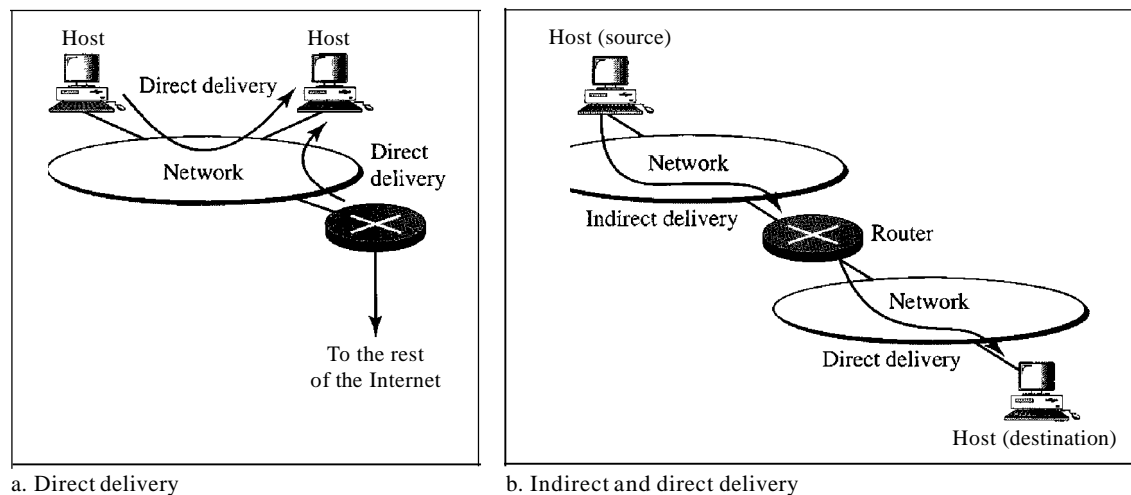 Host
Host
Direct delivery
Network
Direct
delivery
To the rest
of the Internet
a. Direct delivery
Host (source)
Network
Indirect delivery
Router
Network
Direct delivery
Host (destination)
b. Indirect and direct delivery